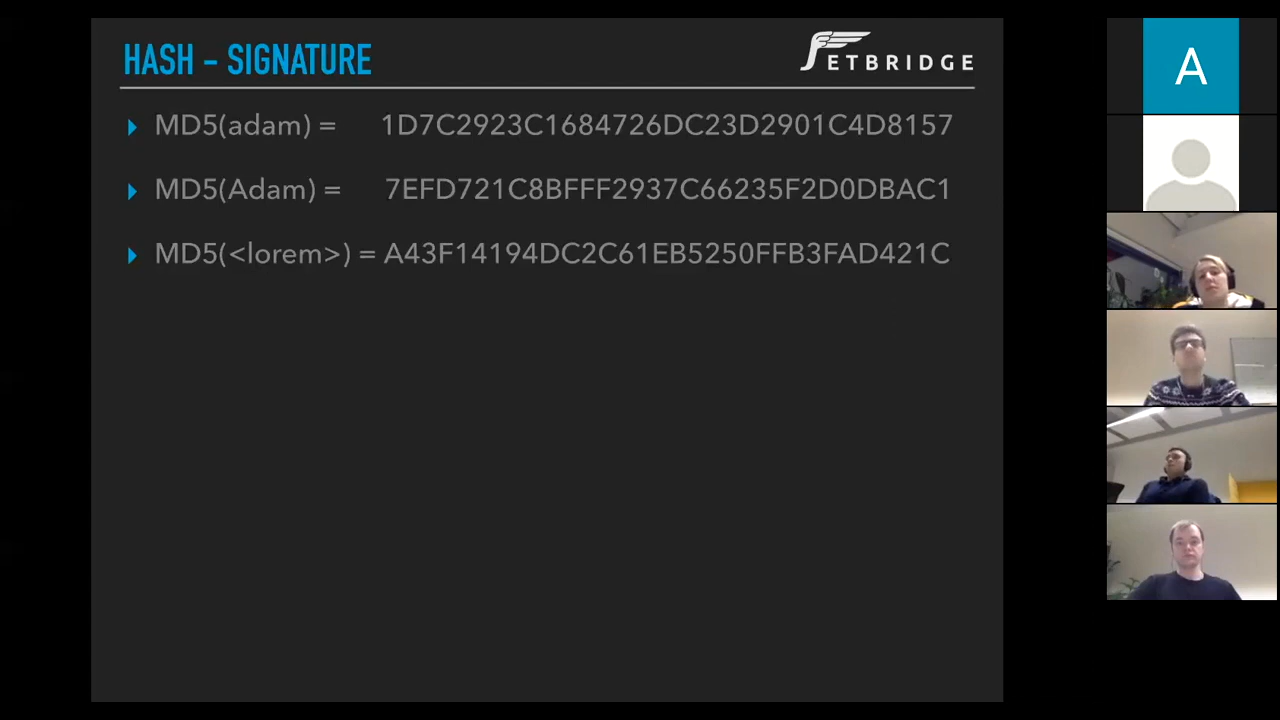 HASH – SIGNATURE
JETBRIDGE
MD5(adam) = 1D7C2923C1684726DC23D2901C4D8157
MD5(Adam) = 7EFD721C8BFFF2937C66235F2D0DBAC1
MD5(<lorem>) = A43F14194DC2C61EB5250FFB3FAD421C
A